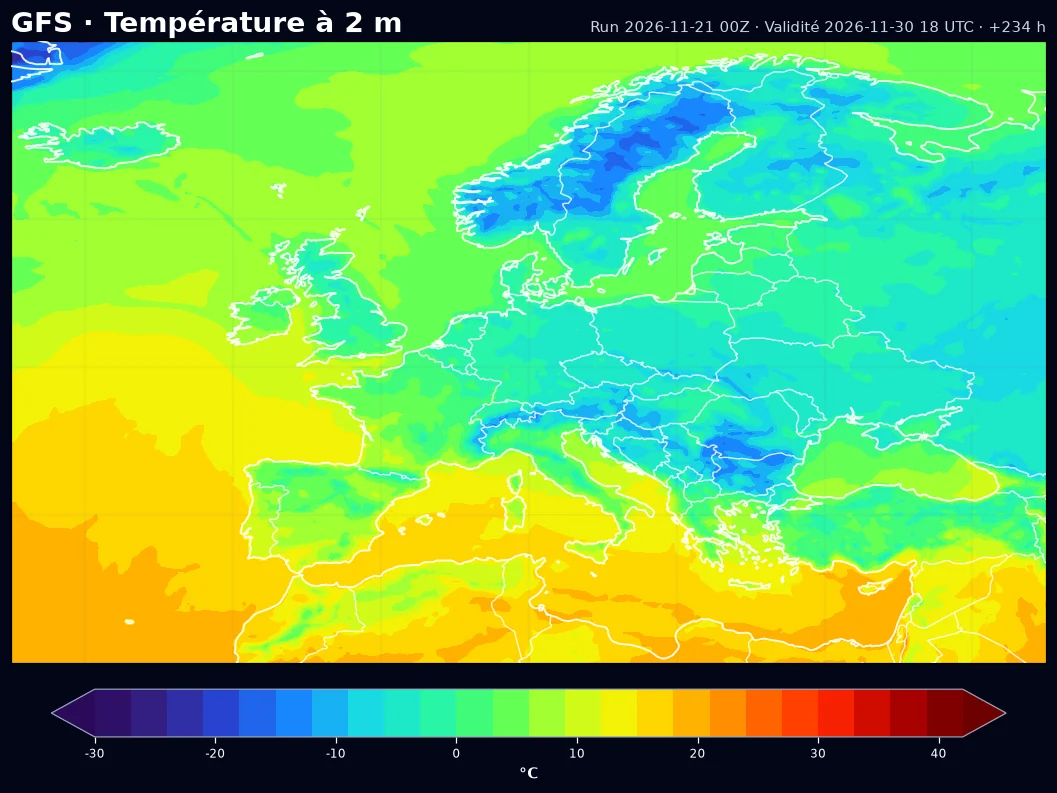 GFS · Température à 2 m
Run 2026-11-21 00Z · Validité 2026-11-30 18 UTC · +234 h
-30 -20 -10 0 10 20 30 40
°C